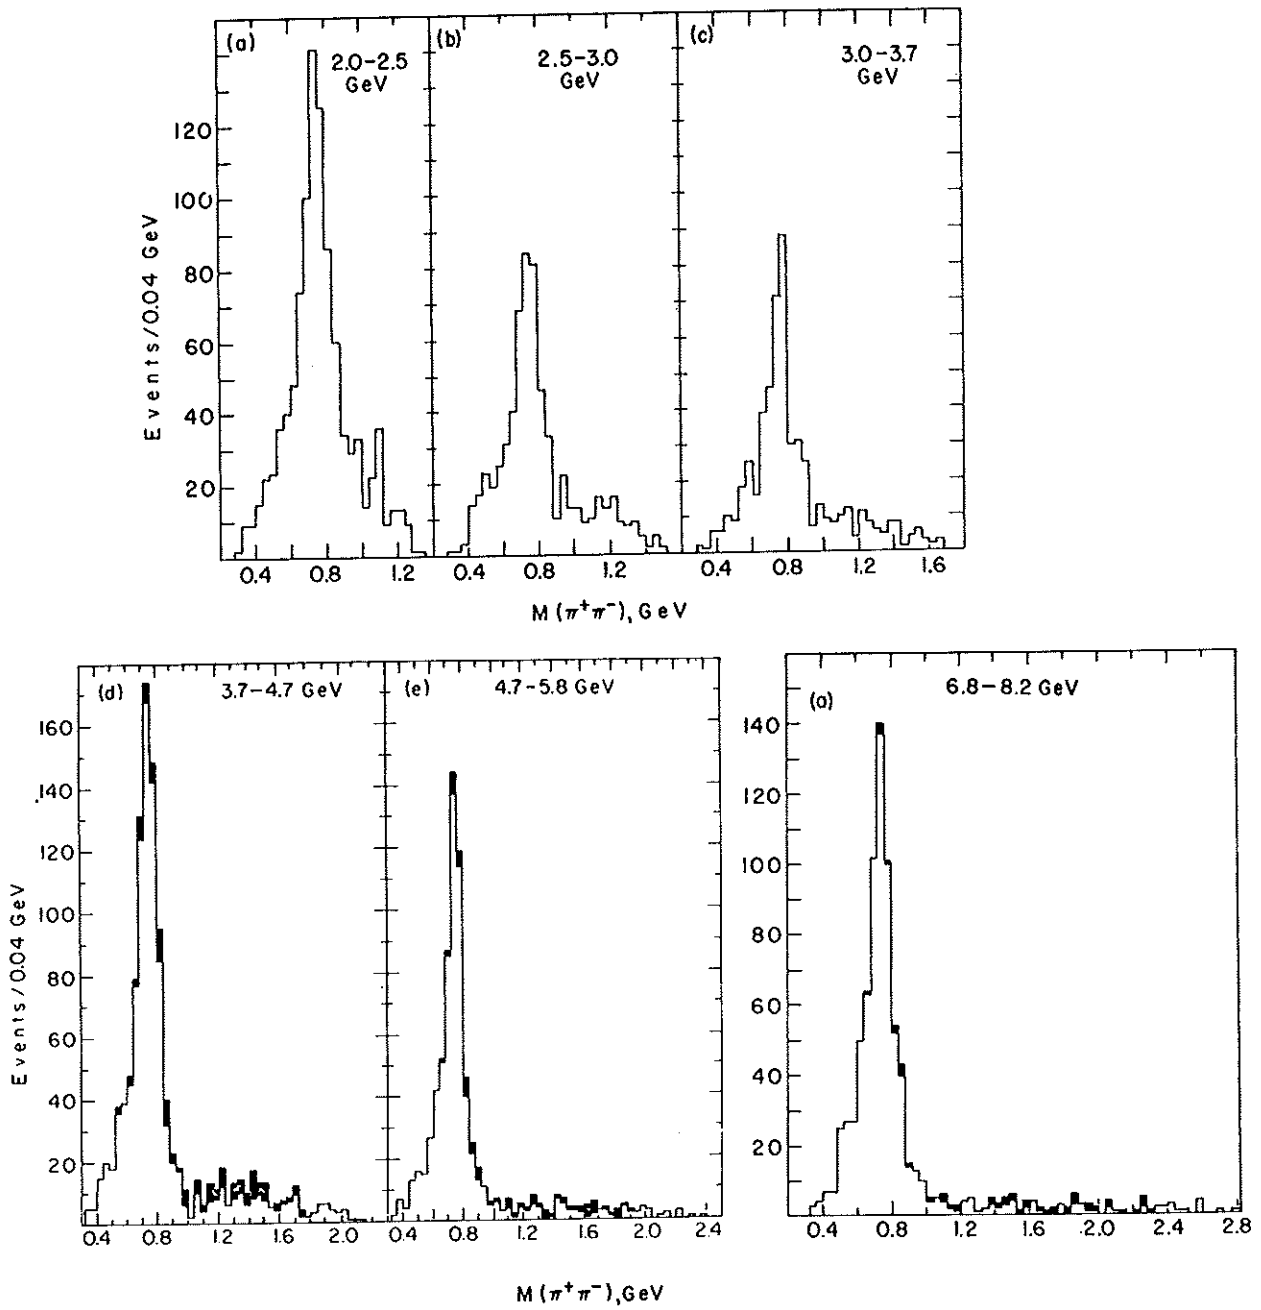 (a)
2.0-2.5
GeV
(b)
2.5-3.0
GeV
(c)
3.0-3.7
GeV
120
100
80
60
40
20
Events/0.04 GeV
0.4 0.8 1.2 0.4 0.8 1.2 0.4 0.8 1.2 1.6
M(π⁺π⁻), GeV
(d)
3.7-4.7 GeV
(e)
4.7-5.8 GeV
(a)
6.8-8.2 GeV
160
140
120
100
80
60
40
20
Events/0.04 GeV
140
120
100
80
60
40
20
0.4 0.8 1.2 1.6 2.0 0.4 0.8 1.2 1.6 2.0 2.4
0.4 0.8 1.2 1.6 2.0 2.4 2.8
M(π⁺π⁻),GeV